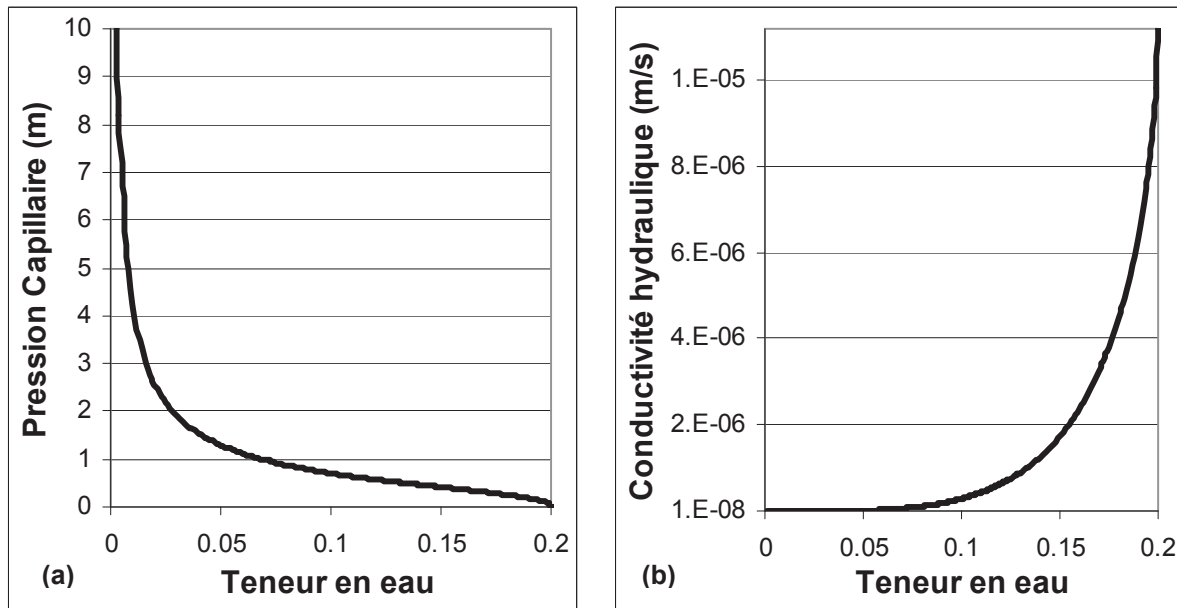 Pression Capillaire (m)
10
9
8
7
6
5
4
3
2
1
0
0 0.05 0.1 0.15 0.2
(a) Teneur en eau
Conductivité hydraulique (m/s)
1.E-05
8.E-06
6.E-06
4.E-06
2.E-06
1.E-08
0 0.05 0.1 0.15 0.2
(b) Teneur en eau